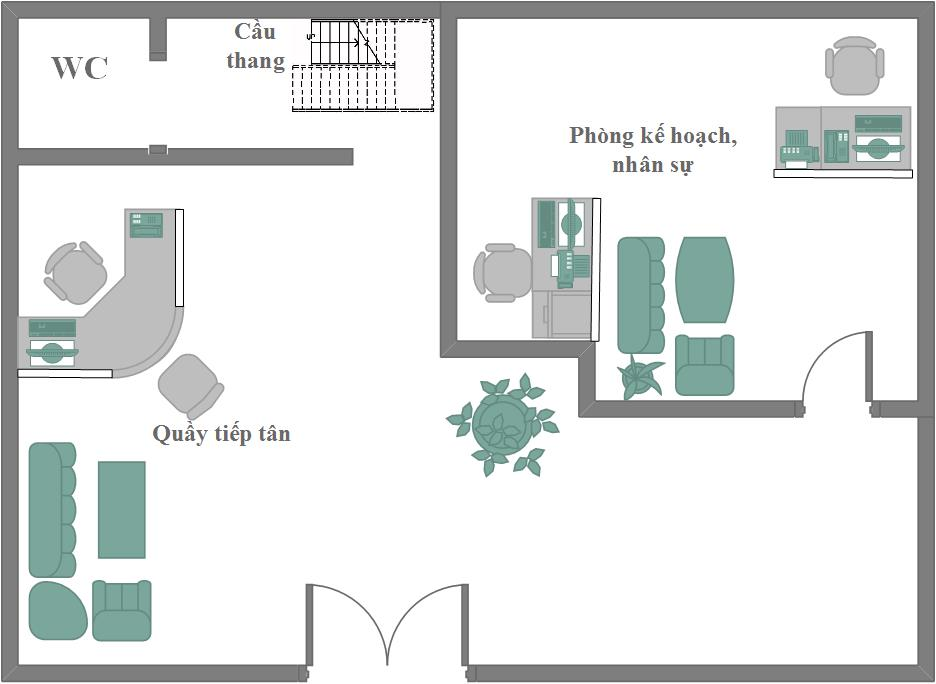 WC
Cầu
thang
Phòng kế hoạch,
nhân sự
Quầy tiếp tân